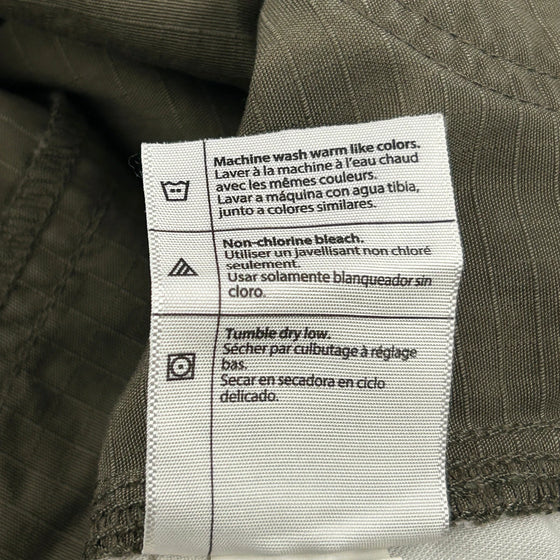 Machine wash warm like colors.
Laver à la machine à l'eau chaud
avec les mêmes couleurs.
Lavar a máquina con agua tibia,
junto a colores similares.
Non-chlorine bleach.
Utiliser un javellisant non chloré
seulement.
Usar solamente blanqueador sin
cloro.
Tumble dry low.
Sécher par culbutage à réglage
bas.
Secar en secadora en ciclo
delicado.